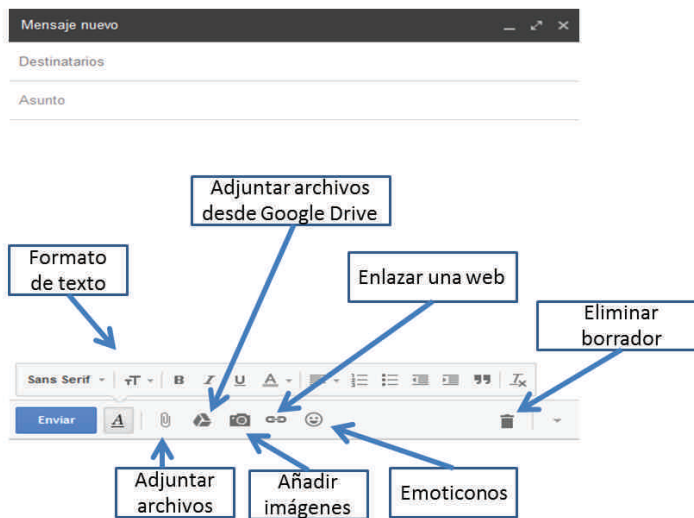 Mensaje nuevo
Destinatarios
Asunto
Adjuntar archivos
desde Google Drive
Formato
de texto
Enlazar una web
Eliminar
borrador
Sans Serif
Enviar
Adjuntar
archivos
Añadir
imágenes
Emoticonos